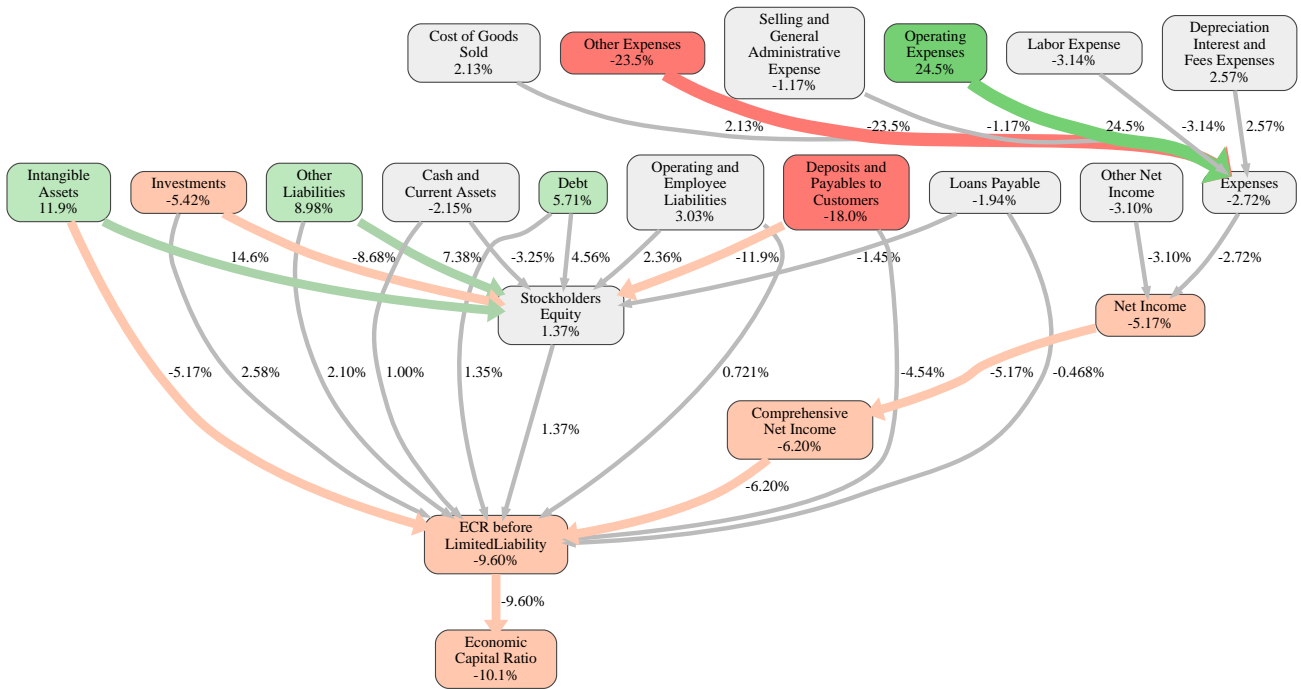 Cost of Goods
Sold
2.13%
Other Expenses
-23.5%
Selling and
General
Administrative
Expense
-1.17%
Operating
Expenses
24.5%
Labor Expense
-3.14%
Depreciation
Interest and
Fees Expenses
2.57%
2.13%
-23.5%
-1.17%
24.5%
-3.14%
2.57%
Intangible
Assets
11.9%
Investments
-5.42%
Other
Liabilities
8.98%
Cash and
Current Assets
-2.15%
Debt
5.71%
Operating and
Employee
Liabilities
3.03%
Deposits and
Payables to
Customers
-18.0%
Loans Payable
-1.94%
Other Net
Income
-3.10%
Expenses
-2.72%
14.6%
-8.68%
7.38%
-3.25%
4.56%
2.36%
-11.9%
-1.45%
-3.10%
-2.72%
Stockholders
Equity
1.37%
Net Income
-5.17%
-5.17%
2.58%
2.10%
1.00%
1.35%
0.721%
-4.54%
-5.17%
-0.468%
1.37%
Comprehensive
Net Income
-6.20%
-6.20%
ECR before
LimitedLiability
-9.60%
-9.60%
Economic
Capital Ratio
-10.1%